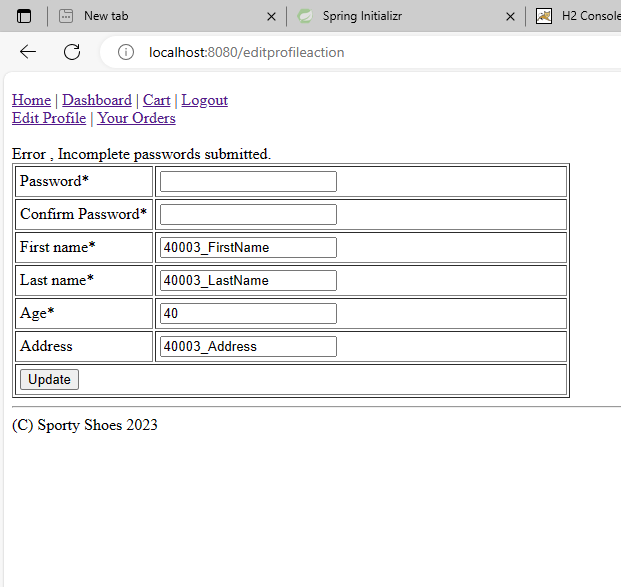 New tab
Spring Initializr
H2 Console
localhost:8080/editprofileaction
Home | Dashboard | Cart | Logout
Edit Profile | Your Orders
Error , Incomplete passwords submitted.
Password*
Confirm Password*
First name* 40003_FirstName
Last name* 40003_LastName
Age* 40
Address 40003_Address
Update
(C) Sporty Shoes 2023